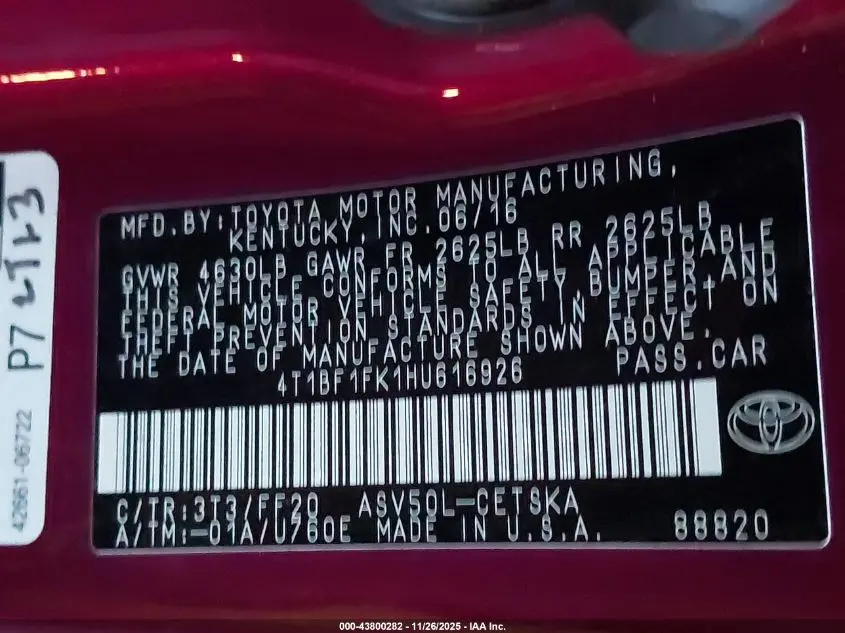 MFD.BY:TOYOTA MOTOR MANUFACTURING,
KENTUCKY, INC.06/16
GVWR 4630LB GAWR FR 2625LB RR 2625LB
THIS VEHICLE CONFORMS TO ALL APPLICABLE
FEDERAL MOTOR VEHICLE SAFETY, BUMPER, AND
THEFT PREVENTION STANDARDS IN EFFECT ON
THE DATE OF MANUFACTURE SHOWN ABOVE.
4T1BF1FK1HU616926 PASS.CAR
C/TR:3T3/FF20 ASV50L-CETSKA
A/TM:-01A/U760E MADE IN U.S.A. 88820
P7
42661-06722
000-43800282 - 11/26/2025 - IAA Inc.